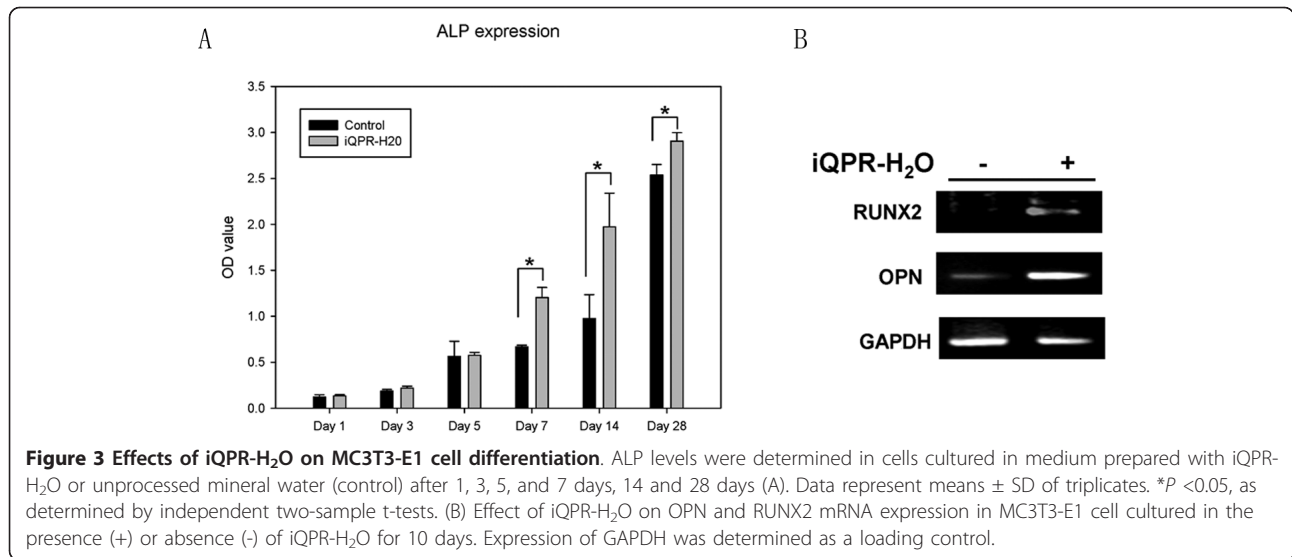 A
ALP expression
B
3.5
3.0
2.5
2.0
1.5
1.0
0.5
0.0
OD value
Control
iQPR-H20
*
*
*
Day 1
Day 3
Day 5
Day 7
Day 14
Day 28
iQPR-H₂O - +
RUNX2
OPN
GAPDH
Figure 3 Effects of iQPR-H₂O on MC3T3-E1 cell differentiation. ALP levels were determined in cells cultured in medium prepared with iQPR-
H₂O or unprocessed mineral water (control) after 1, 3, 5, and 7 days, 14 and 28 days (A). Data represent means ± SD of triplicates. *P <0.05, as
determined by independent two-sample t-tests. (B) Effect of iQPR-H₂O on OPN and RUNX2 mRNA expression in MC3T3-E1 cell cultured in the
presence (+) or absence (-) of iQPR-H₂O for 10 days. Expression of GAPDH was determined as a loading control.